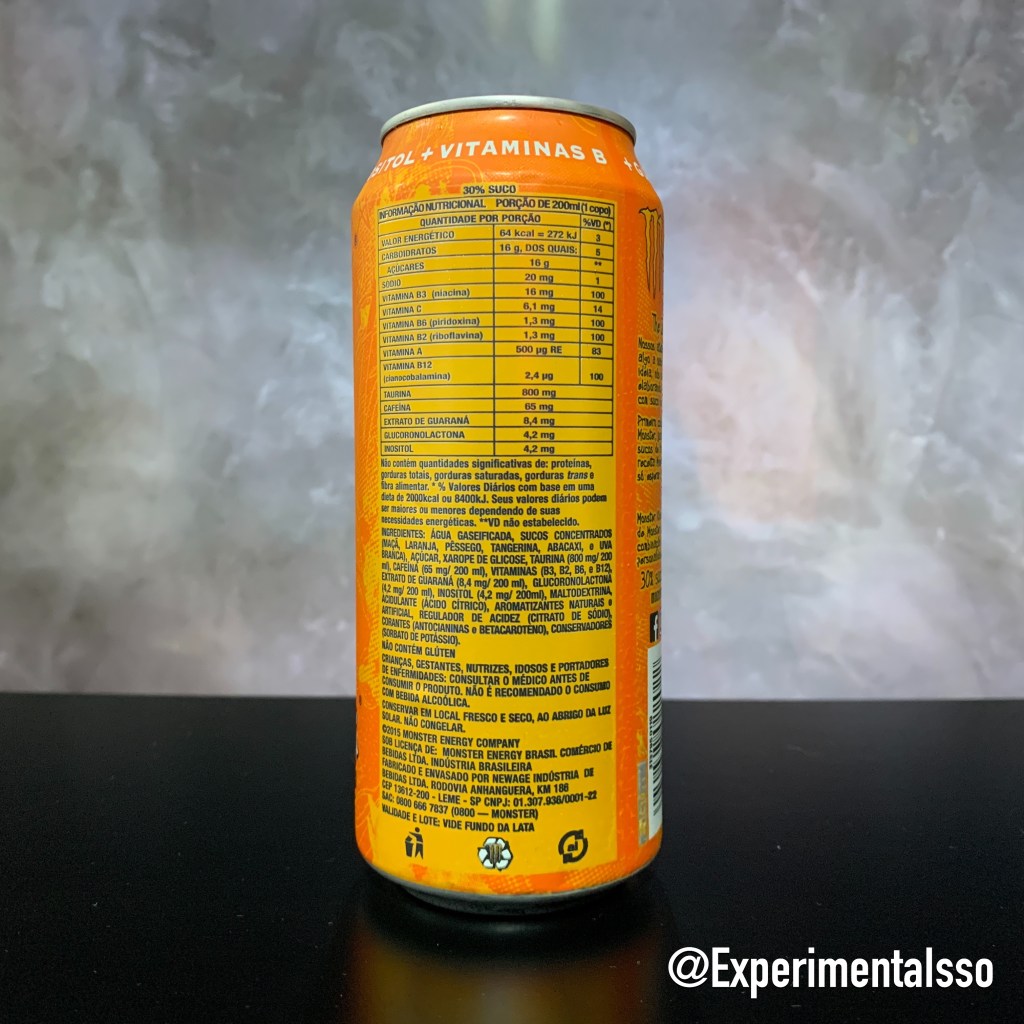 SITOL + VITAMINAS B +
30% SUCO
INFORMAÇÃO NUTRICIONAL PORÇÃO DE 200ml (1 copo)
QUANTIDADE POR PORÇÃO %VD (*)
VALOR ENERGÉTICO 64 kcal = 272 kJ 3
CARBOIDRATOS 16 g, DOS QUAIS: 5
AÇÚCARES 16 g **
SÓDIO 20 mg 1
VITAMINA B3 (niacina) 16 mg 100
VITAMINA C 6,1 mg 14
VITAMINA B6 (piridoxina) 1,3 mg 100
VITAMINA B2 (riboflavina) 1,3 mg 100
VITAMINA A 500 µg RE 83
VITAMINA B12
(cianocobalamina) 2,4 µg 100
TAURINA 800 mg
CAFEÍNA 65 mg
EXTRATO DE GUARANÁ 8,4 mg
GLUCORONOLACTONA 4,2 mg
INOSITOL 4,2 mg
Não contém quantidades significativas de: proteínas,
gorduras totais, gorduras saturadas, gorduras trans e
fibra alimentar. * % Valores Diários com base em uma
dieta de 2000kcal ou 8400kJ. Seus valores diários podem
ser maiores ou menores dependendo de suas
necessidades energéticas. **VD não estabelecido.
INGREDIENTES: ÁGUA GASEIFICADA, SUCOS CONCENTRADOS
(MAÇÃ, LARANJA, PÊSSEGO, TANGERINA, ABACAXI, e UVA
BRANCA), AÇÚCAR, XAROPE DE GLICOSE, TAURINA (800 mg/ 200
ml), CAFEÍNA (65 mg/ 200 ml), VITAMINAS (B3, B2, B6, e B12),
EXTRATO DE GUARANÁ (8,4 mg/ 200 ml), GLUCORONOLACTONA
(4,2 mg/ 200 ml), INOSITOL (4,2 mg/ 200ml), MALTODEXTRINA,
ACIDULANTE (ÁCIDO CÍTRICO), AROMATIZANTES NATURAIS e
ARTIFICIAL, REGULADOR DE ACIDEZ (CITRATO DE SÓDIO),
CORANTES (ANTOCIANINAS e BETACAROTENO), CONSERVADORES
(SORBATO DE POTÁSSIO).
NÃO CONTÉM GLÚTEN
CRIANÇAS, GESTANTES, NUTRIZES, IDOSOS E PORTADORES
DE ENFERMIDADES: CONSULTAR O MÉDICO ANTES DE
CONSUMIR O PRODUTO. NÃO É RECOMENDADO O CONSUMO
COM BEBIDA ALCOÓLICA.
CONSERVAR EM LOCAL FRESCO E SECO, AO ABRIGO DA LUZ
SOLAR. NÃO CONGELAR.
©2015 MONSTER ENERGY COMPANY
SOB LICENÇA DE: MONSTER ENERGY BRASIL COMÉRCIO DE
BEBIDAS LTDA. INDÚSTRIA BRASILEIRA
FABRICADO E ENVASADO POR NEWAGE INDÚSTRIA DE
BEBIDAS LTDA. RODOVIA ANHANGUERA, KM 186
CEP 13612-200 - LEME - SP CNPJ: 01.307.936/0001-22
SAC: 0800 666 7837 (0800 — MONSTER)
VALIDADE E LOTE: VIDE FUNDO DA LATA
@ExperimentaIsso